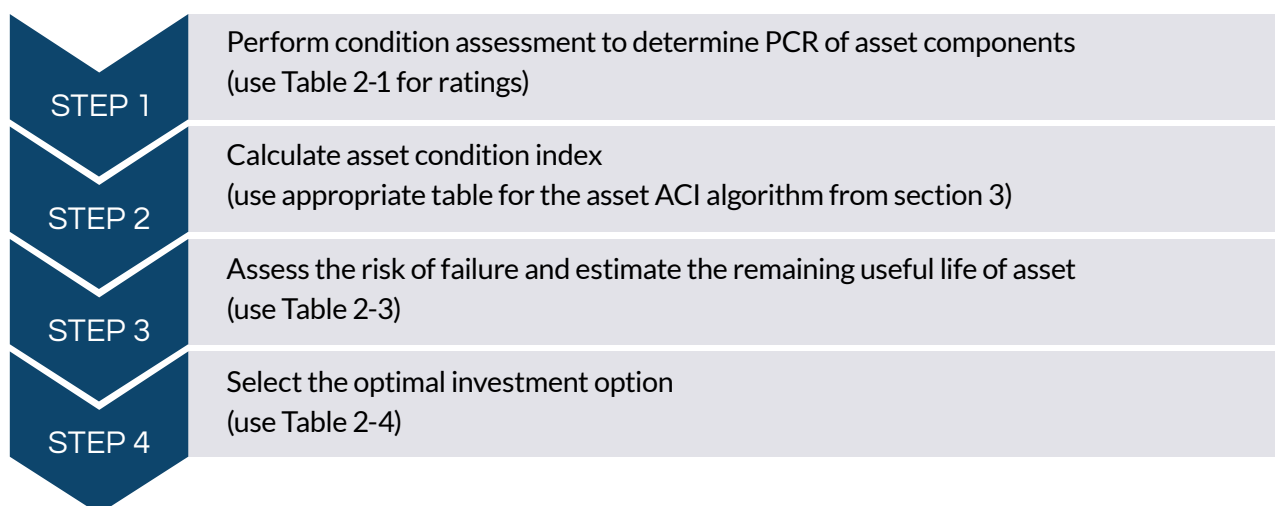 STEP 1
Perform condition assessment to determine PCR of asset components
(use Table 2-1 for ratings)
STEP 2
Calculate asset condition index
(use appropriate table for the asset ACI algorithm from section 3)
STEP 3
Assess the risk of failure and estimate the remaining useful life of asset
(use Table 2-3)
STEP 4
Select the optimal investment option
(use Table 2-4)